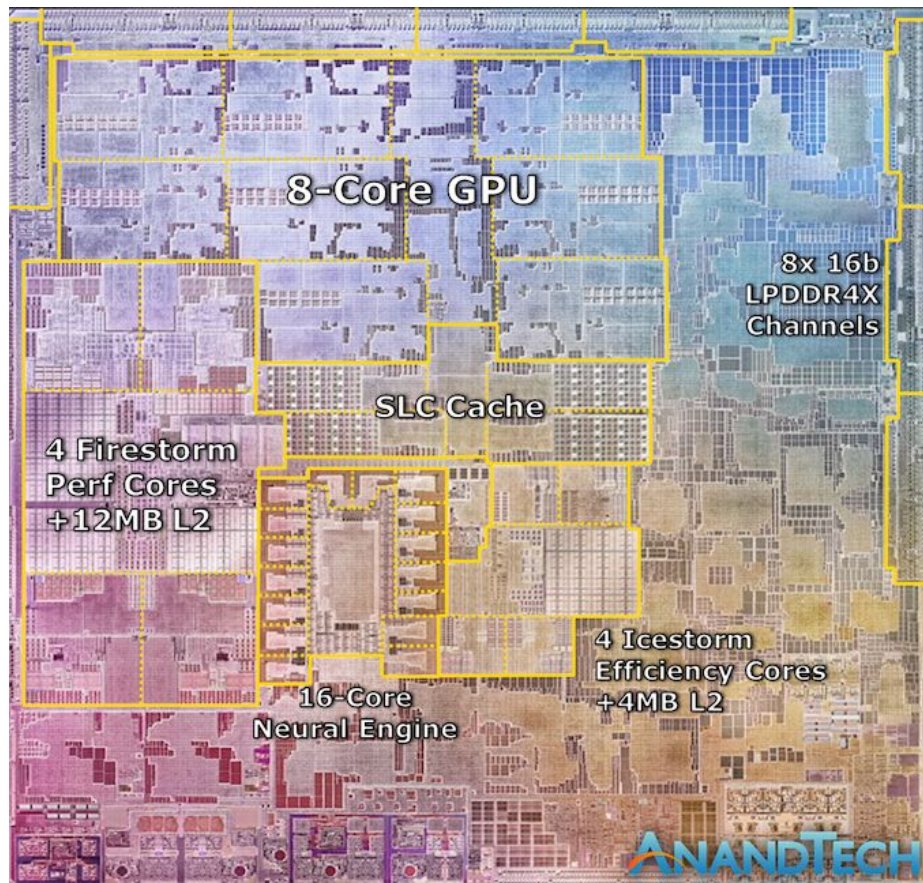 8-Core GPU
8x 16b
LPDDR4X
Channels
SLC Cache
4 Firestorm
Perf Cores
+12MB L2
4 Icestorm
Efficiency Cores
+4MB L2
16-Core
Neural Engine
ANANDTECH